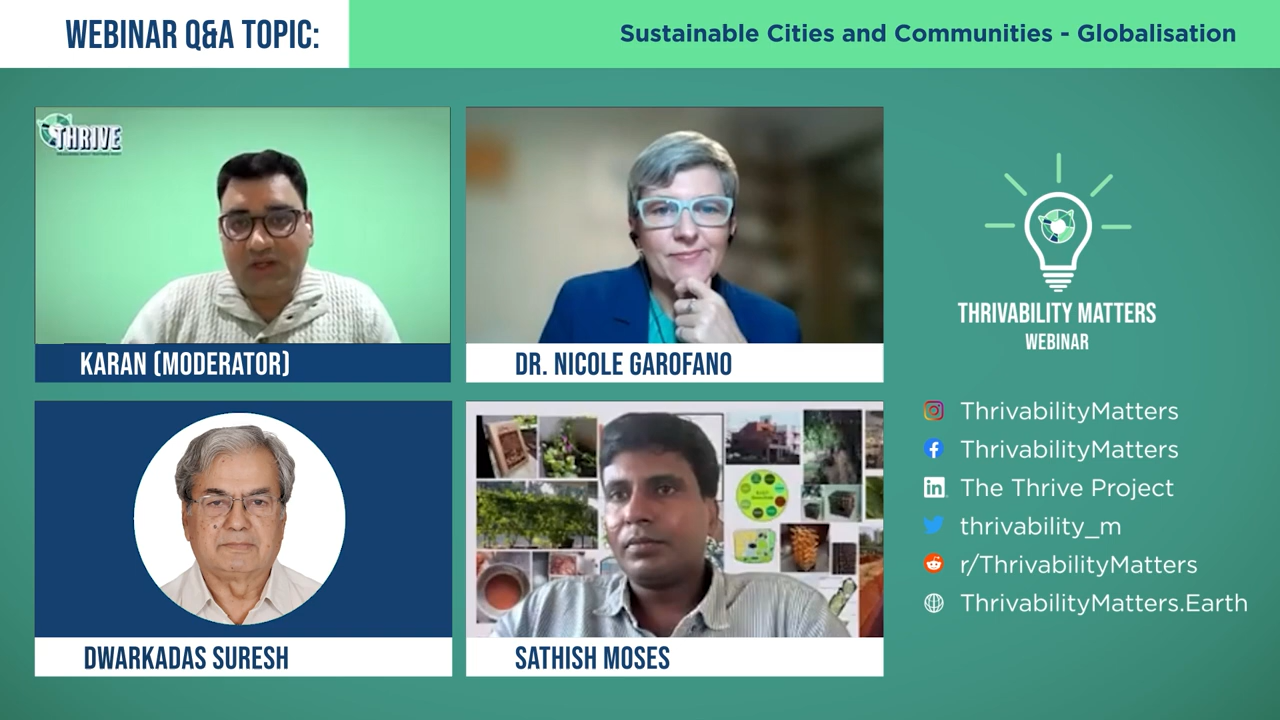 WEBINAR Q&A TOPIC:
Sustainable Cities and Communities - Globalisation
THRIVE
KARAN (MODERATOR)
DR. NICOLE GAROFANO
DWARKADAS SURESH
SATHISH MOSES
THRIVABILITY MATTERS
WEBINAR
ThrivabilityMatters
ThrivabilityMatters
in The Thrive Project
thrivability_m
r/ThrivabilityMatters
ThrivabilityMatters.Earth